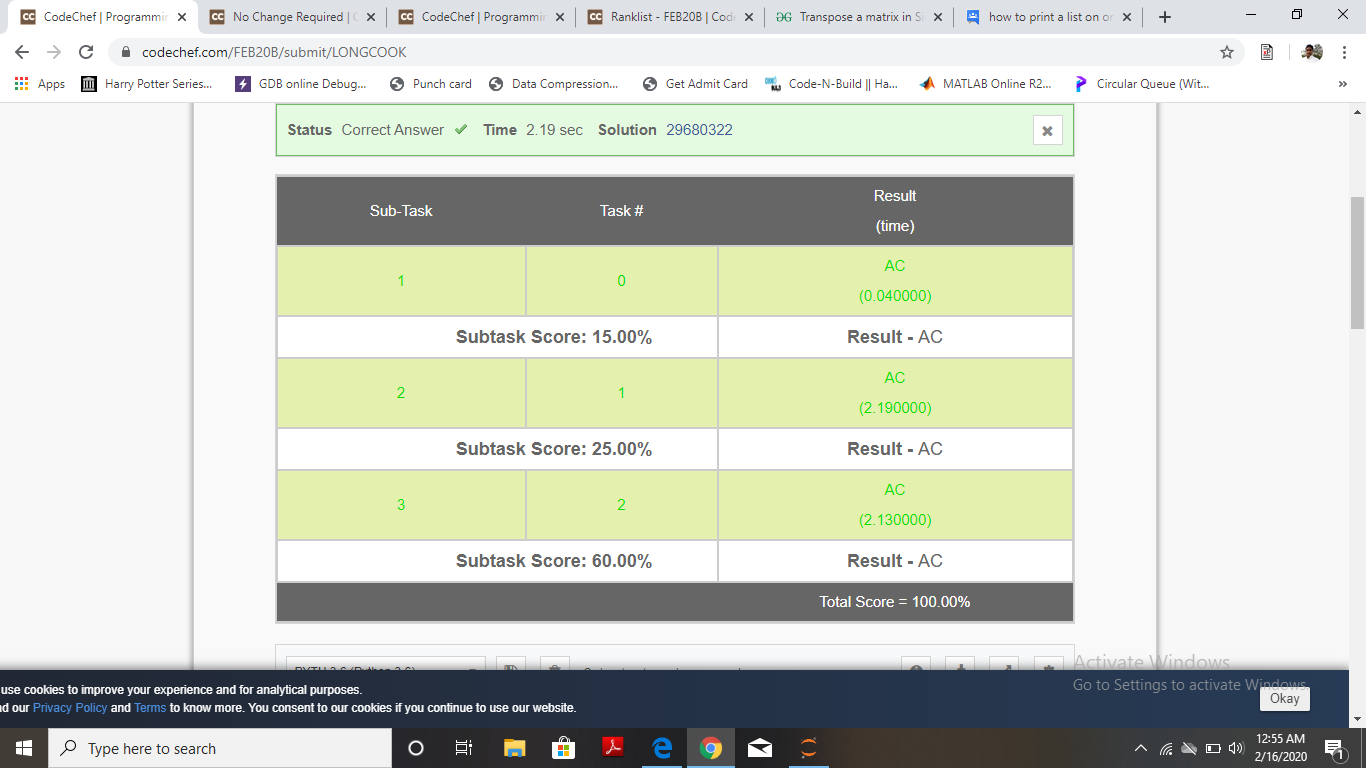 CodeChef | Programmin
No Change Required | C
CodeChef | Programmin
Ranklist - FEB20B | Code
Transpose a matrix in Si
how to print a list on on
codechef.com/FEB20B/submit/LONGCOOK
Apps
Harry Potter Series...
GDB online Debug...
Punch card
Data Compression...
Get Admit Card
Code-N-Build || Ha...
MATLAB Online R2...
Circular Queue (Wit...
Status Correct Answer Time 2.19 sec Solution 29680322
Sub-Task Task # Result
(time)
1 0 AC
(0.040000)
Subtask Score: 15.00% Result - AC
2 1 AC
(2.190000)
Subtask Score: 25.00% Result - AC
3 2 AC
(2.130000)
Subtask Score: 60.00% Result - AC
Total Score = 100.00%
Activate Windows
Go to Settings to activate Windows.
use cookies to improve your experience and for analytical purposes.
nd our Privacy Policy and Terms to know more. You consent to our cookies if you continue to use our website.
Okay
Type here to search
12:55 AM
2/16/2020
1